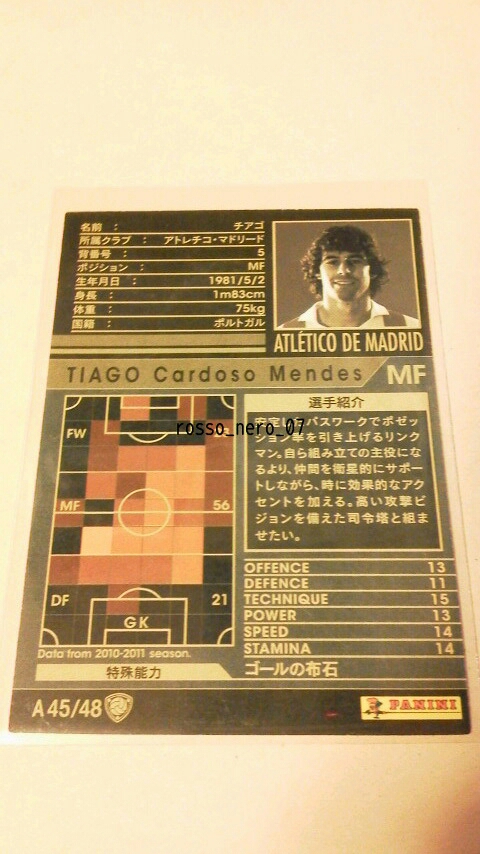 名前 : チアゴ
所属クラブ : アトレチコ・マドリード
背番号 : 5
ポジション : MF
生年月日 : 1981/5/2
身長 : 1m83cm
体重 : 75kg
国籍 : ポルトガル
ATLÉTICO DE MADRID
TIAGO Cardoso Mendes MF
選手紹介
rosso_nero_07
パスワークでポゼッ
ション率を引き上げるリンク
マン。自ら組み立ての主役にな
るより、仲間を衛星的にサポー
トしながら、時に効果的なアク
セントを加える。高い攻撃ビ
ジョンを備えた司令塔と組ま
せたい。
FW
MF 56
DF 21
GK
Data from 2010-2011 season.
OFFENCE 13
DEFENCE 11
TECHNIQUE 15
POWER 13
SPEED 14
STAMINA 14
特殊能力 ゴールの布石
A45/48
PANINI